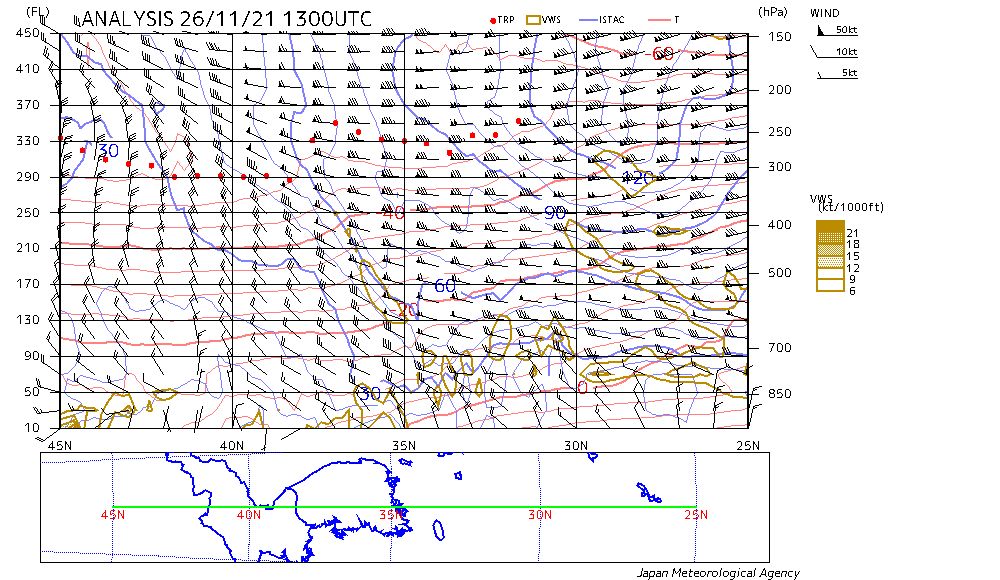 (FL) ANALYSIS 26/11/21 1300UTC TRP VWS ISTAC T (hPa) WIND
450 150 50kt
410 -60 10kt
370 200 5kt
330 250
30
290 120 300
250 -40 90 VWS
(kt/1000ft)
210 400 21
18
15
170 60 500 12
9
130 -20 6
90 700
50 30 0 850
10
45N 40N 35N 30N 25N
45N 40N 35N 30N 25N
Japan Meteorological Agency